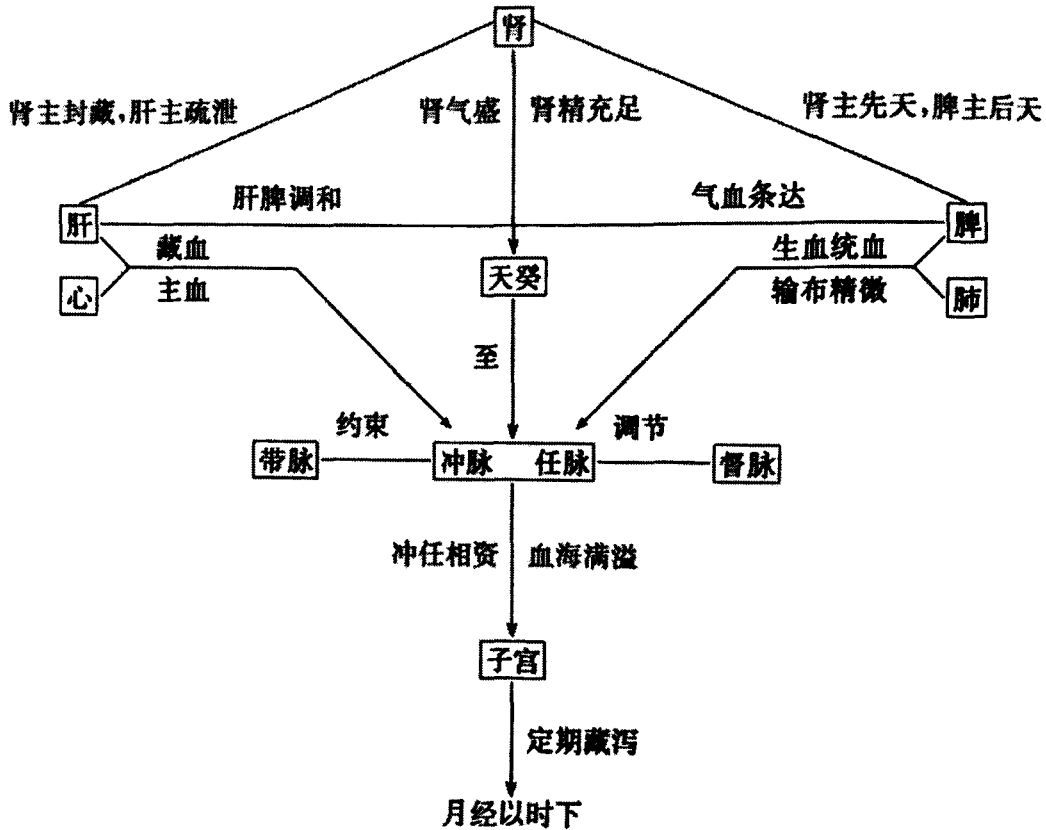 肾
肾主封藏,肝主疏泄
肾气盛
肾精充足
肾主先天,脾主后天
肝脾调和
气血条达
肝
脾
藏血
生血统血
心
主血
天癸
输布精微
肺
至
约束
调节
带脉
冲脉 任脉
督脉
冲任相资
血海满溢
子宫
定期藏泻
月经以时下